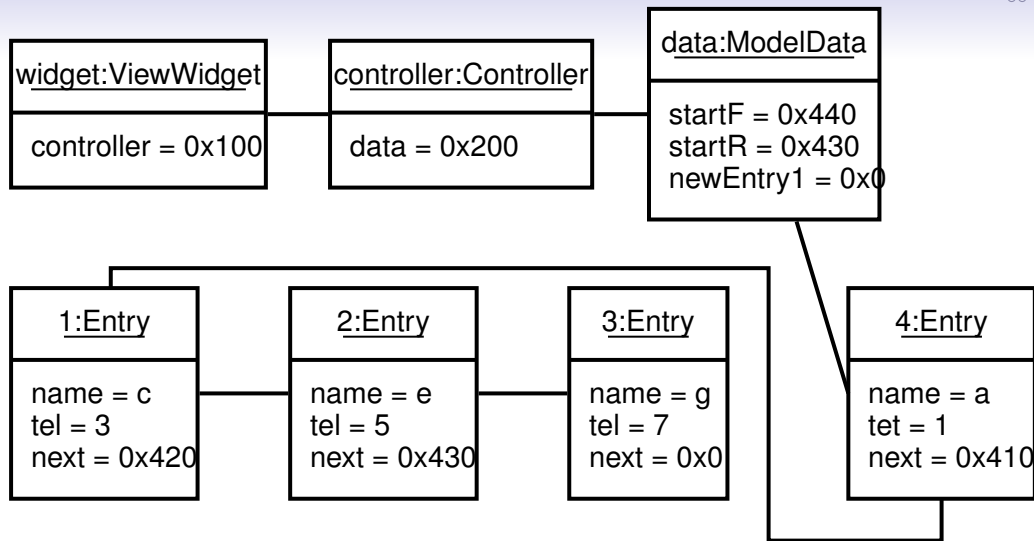 widget:ViewWidget
controller = 0x100
controller:Controller
data = 0x200
data:ModelData
startF = 0x440
startR = 0x430
newEntry1 = 0x0
1:Entry
name = c
tel = 3
next = 0x420
2:Entry
name = e
tel = 5
next = 0x430
3:Entry
name = g
tel = 7
next = 0x0
4:Entry
name = a
tet = 1
next = 0x410